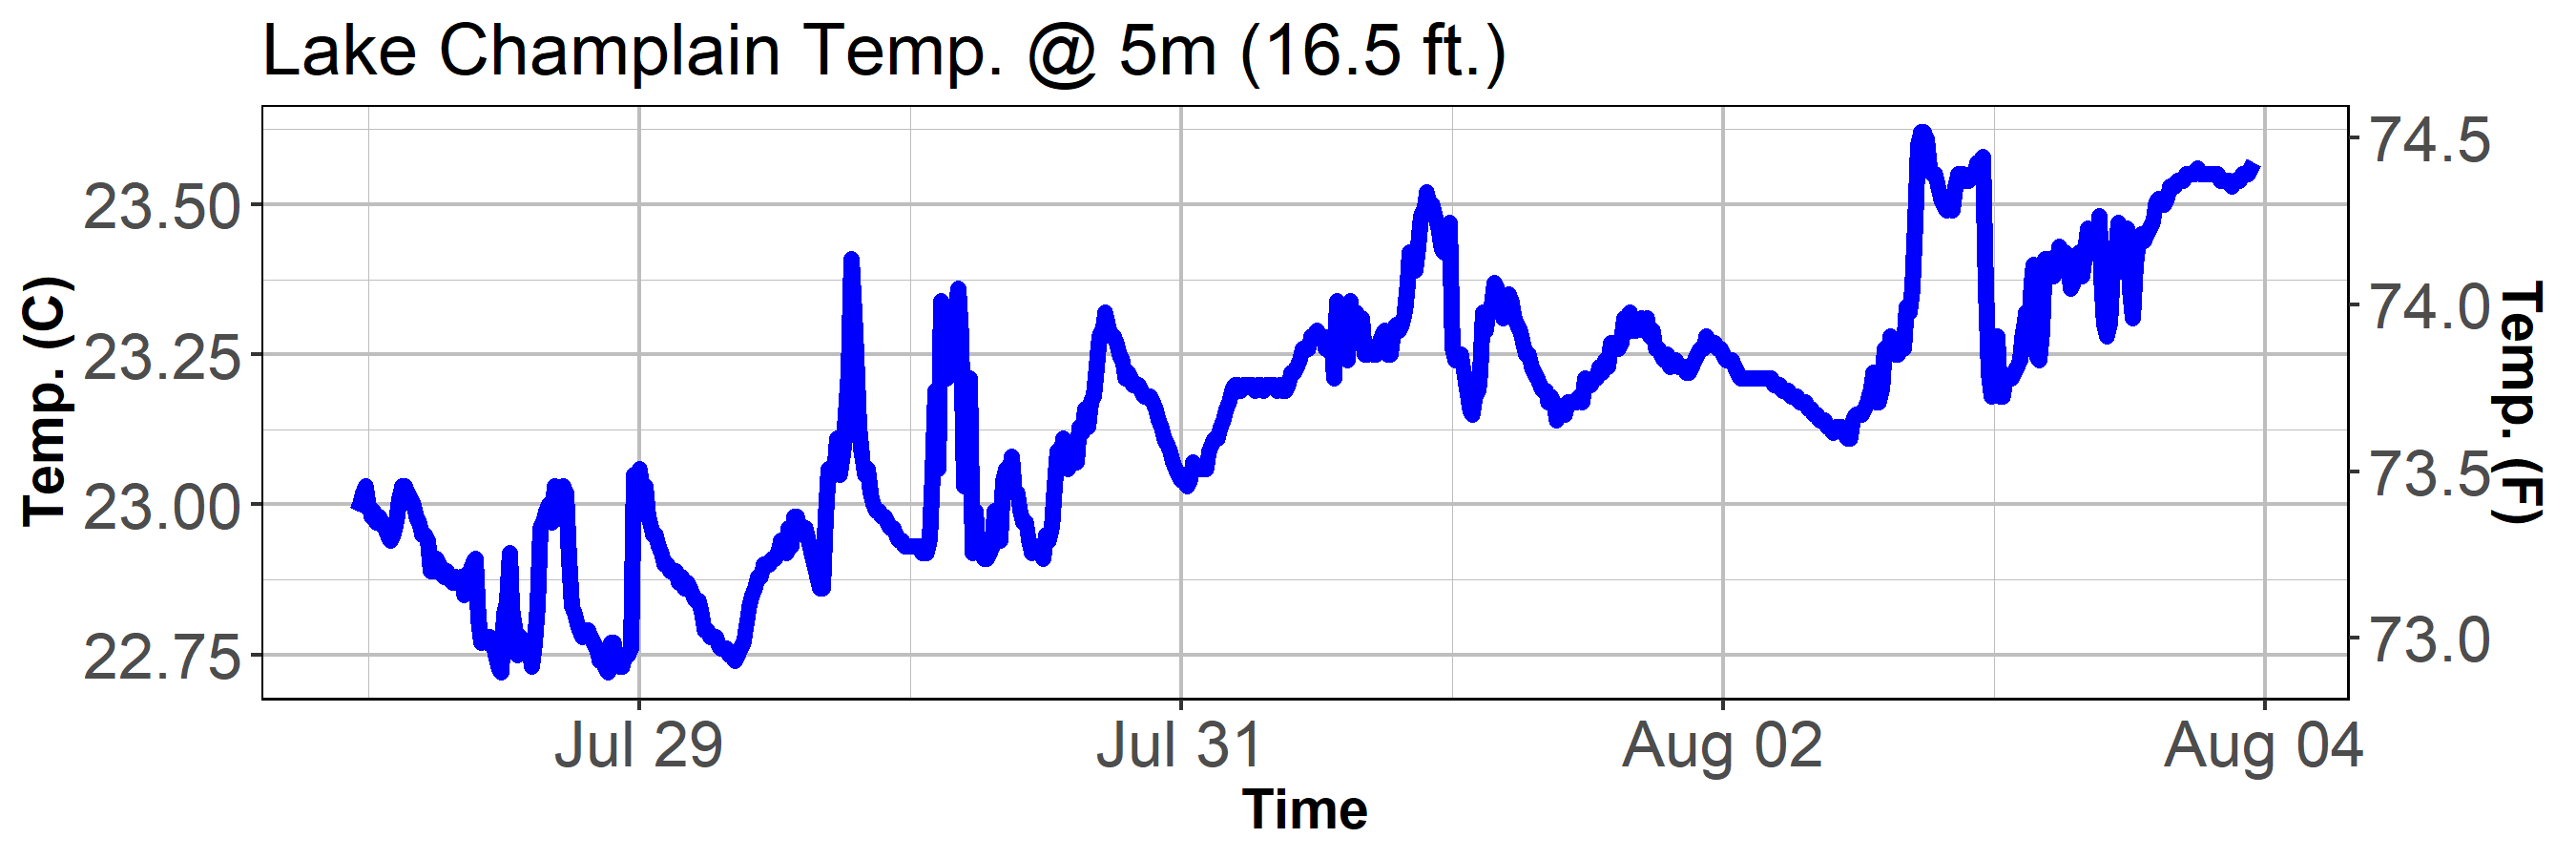 Lake Champlain Temp. @ 5m (16.5 ft.)
Temp. (C)
23.50
23.25
23.00
22.75
74.5
74.0
73.5
73.0
Temp. (F)
Jul 29
Jul 31
Aug 02
Aug 04
Time